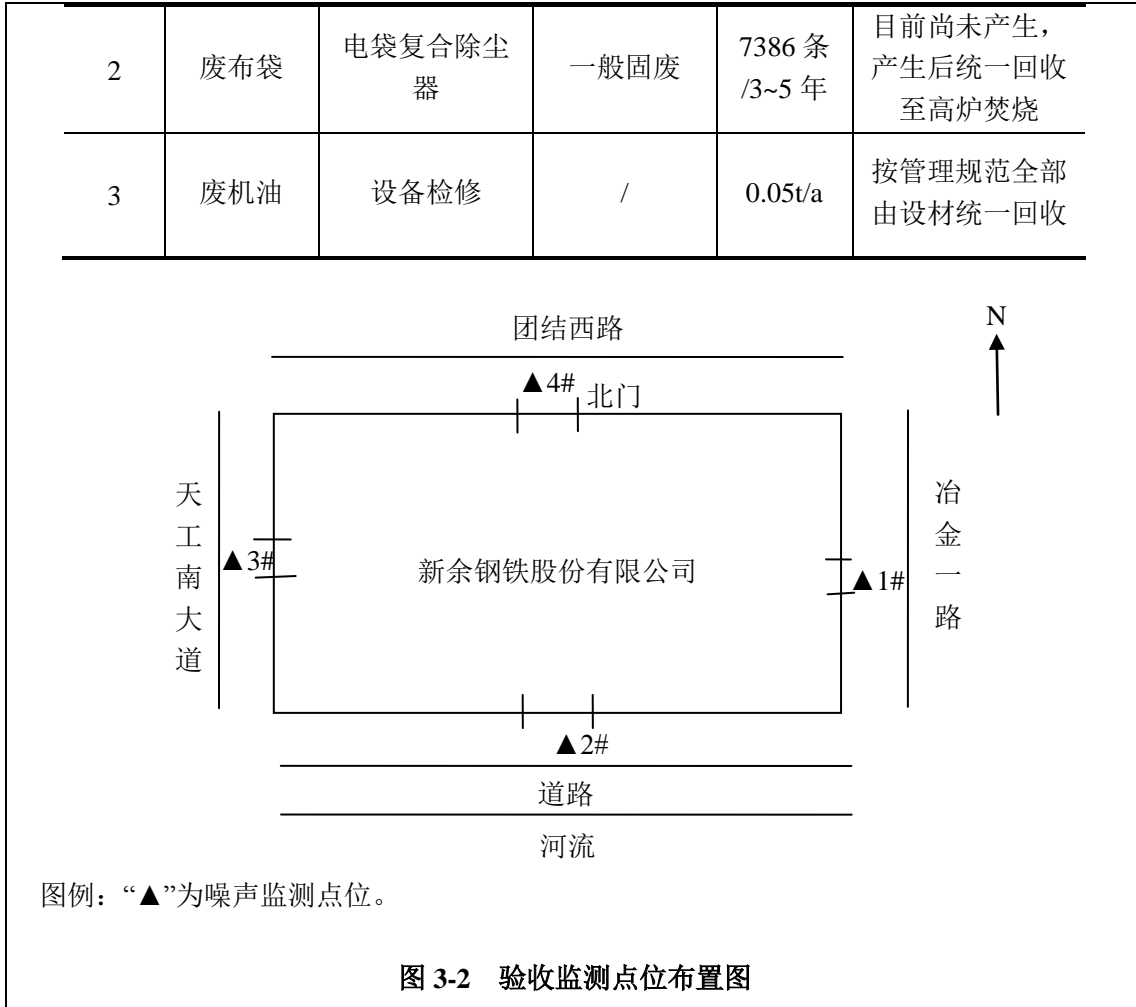 2 废布袋 电袋复合除尘器 一般固废 7386 条/3~5 年 目前尚未产生，产生后统一回收至高炉焚烧
3 废机油 设备检修 / 0.05t/a 按管理规范全部由设材统一回收
团结西路
N
▲4#
北门
天工南大道
▲3#
新余钢铁股份有限公司
▲1#
冶金一路
▲2#
道路
河流
图例：“▲”为噪声监测点位。
图 3-2 验收监测点位布置图